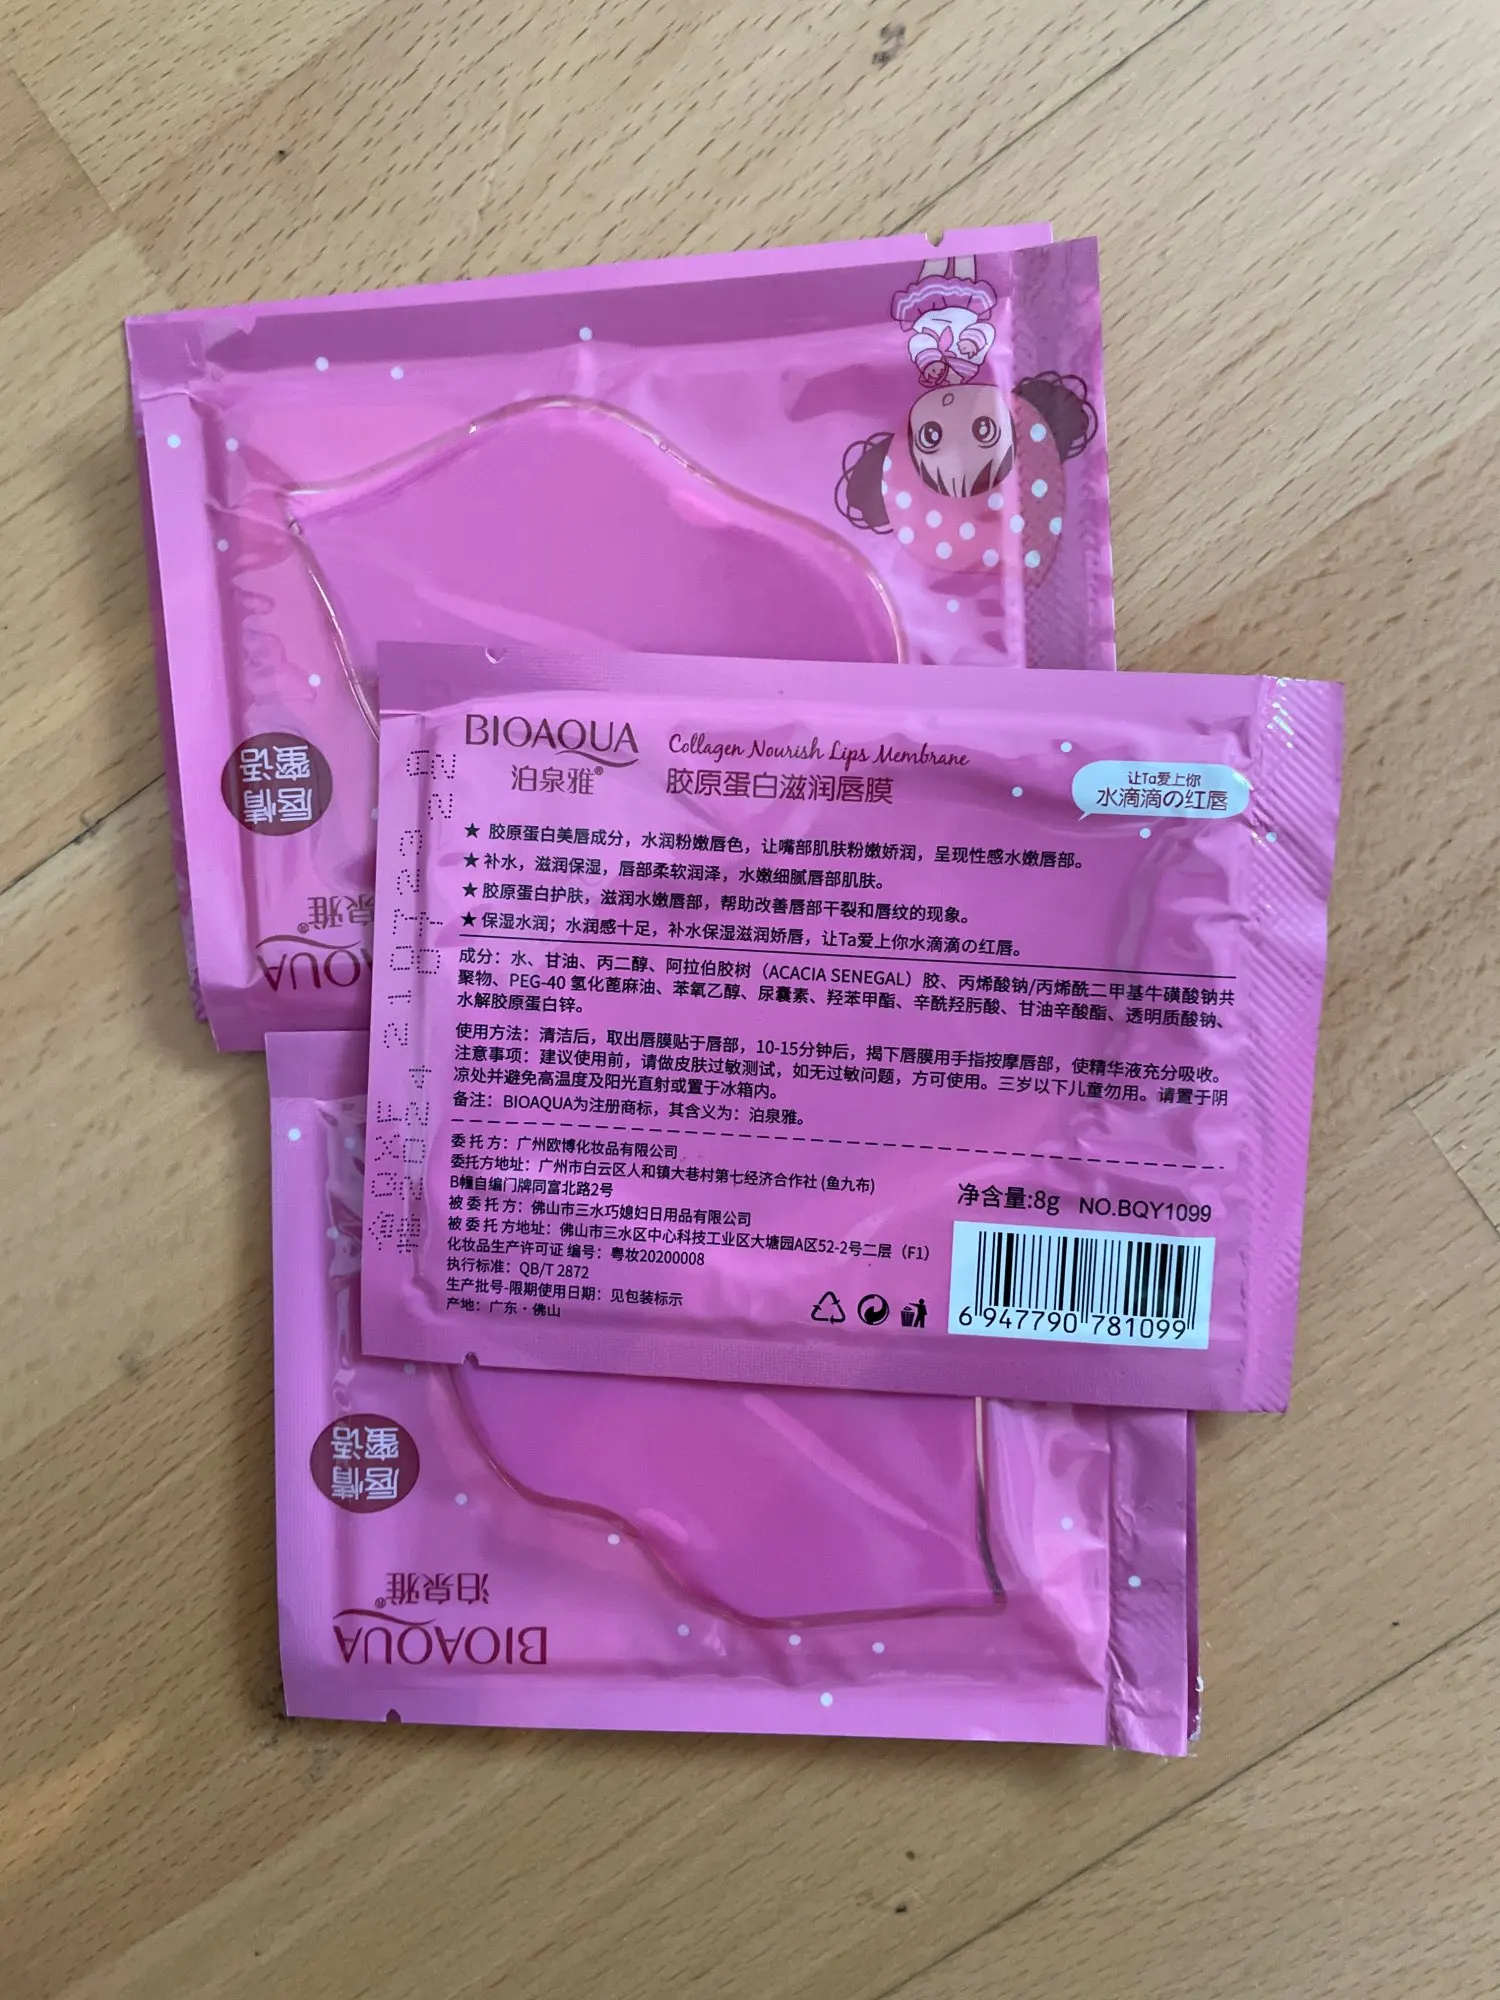 BIOAQUA
泊泉雅®
Collagen Nourish Lips Membrane
胶原蛋白滋润唇膜
让Ta爱上你
水滴滴の红唇
★ 胶原蛋白美唇成分，水润粉嫩唇色，让嘴部肌肤粉嫩娇润，呈现性感水嫩唇部。
★ 补水，滋润保湿，唇部柔软润泽，水嫩细腻唇部肌肤。
★ 胶原蛋白护肤，滋润水嫩唇部，帮助改善唇部干裂和唇纹的现象。
★ 保湿水润；水润感十足，补水保湿滋润娇唇，让Ta爱上你水滴滴の红唇。
成分：水、甘油、丙二醇、阿拉伯胶树（ACACIA SENEGAL）胶、丙烯酸钠/丙烯酰二甲基牛磺酸钠共
聚物、PEG-40 氢化蓖麻油、苯氧乙醇、尿囊素、羟苯甲酯、辛酰羟肟酸、甘油辛酸酯、透明质酸钠、
水解胶原蛋白锌。
使用方法：清洁后，取出唇膜贴于唇部，10-15分钟后，揭下唇膜用手指按摩唇部，使精华液充分吸收。
注意事项：建议使用前，请做皮肤过敏测试，如无过敏问题，方可使用。三岁以下儿童勿用。请置于阴
凉处并避免高温度及阳光直射或置于冰箱内。
备注：BIOAQUA为注册商标，其含义为：泊泉雅。
委 托 方：广州欧博化妆品有限公司
委托方地址：广州市白云区人和镇大巷村第七经济合作社 (鱼九布)
B幢自编门牌同富北路2号
被 委 托 方：佛山市三水巧媳妇日用品有限公司
被 委 托 方地址：佛山市三水区中心科技工业区大塘园A区52-2号二层（F1）
化妆品生产许可证 编号：粤妆20200008
执行标准：QB/T 2872
生产批号-限期使用日期：见包装标示
产地：广东・佛山
净含量:8g NO.BQY1099
6 947790 781099
唇情
蜜语
泉雅®
AQUA
唇情
蜜语
泊泉雅®
BIOAQUA